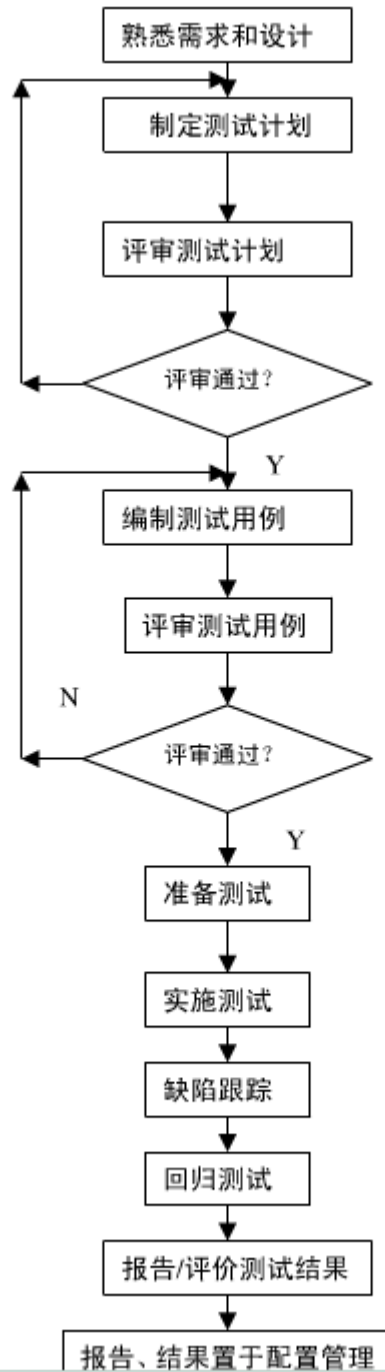 熟悉需求和设计
制定测试计划
评审测试计划
评审通过?
Y
编制测试用例
评审测试用例
N
评审通过?
Y
准备测试
实施测试
缺陷跟踪
回归测试
报告/评价测试结果
报告、结果置于配置管理